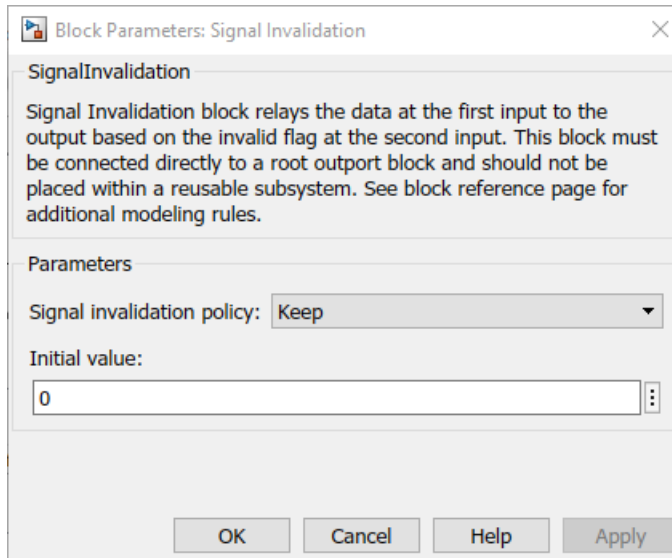 Block Parameters: Signal Invalidation
SignalInvalidation
Signal Invalidation block relays the data at the first input to the
output based on the invalid flag at the second input. This block must
be connected directly to a root outport block and should not be
placed within a reusable subsystem. See block reference page for
additional modeling rules.
Parameters
Signal invalidation policy: Keep
Initial value:
0
OK Cancel Help Apply